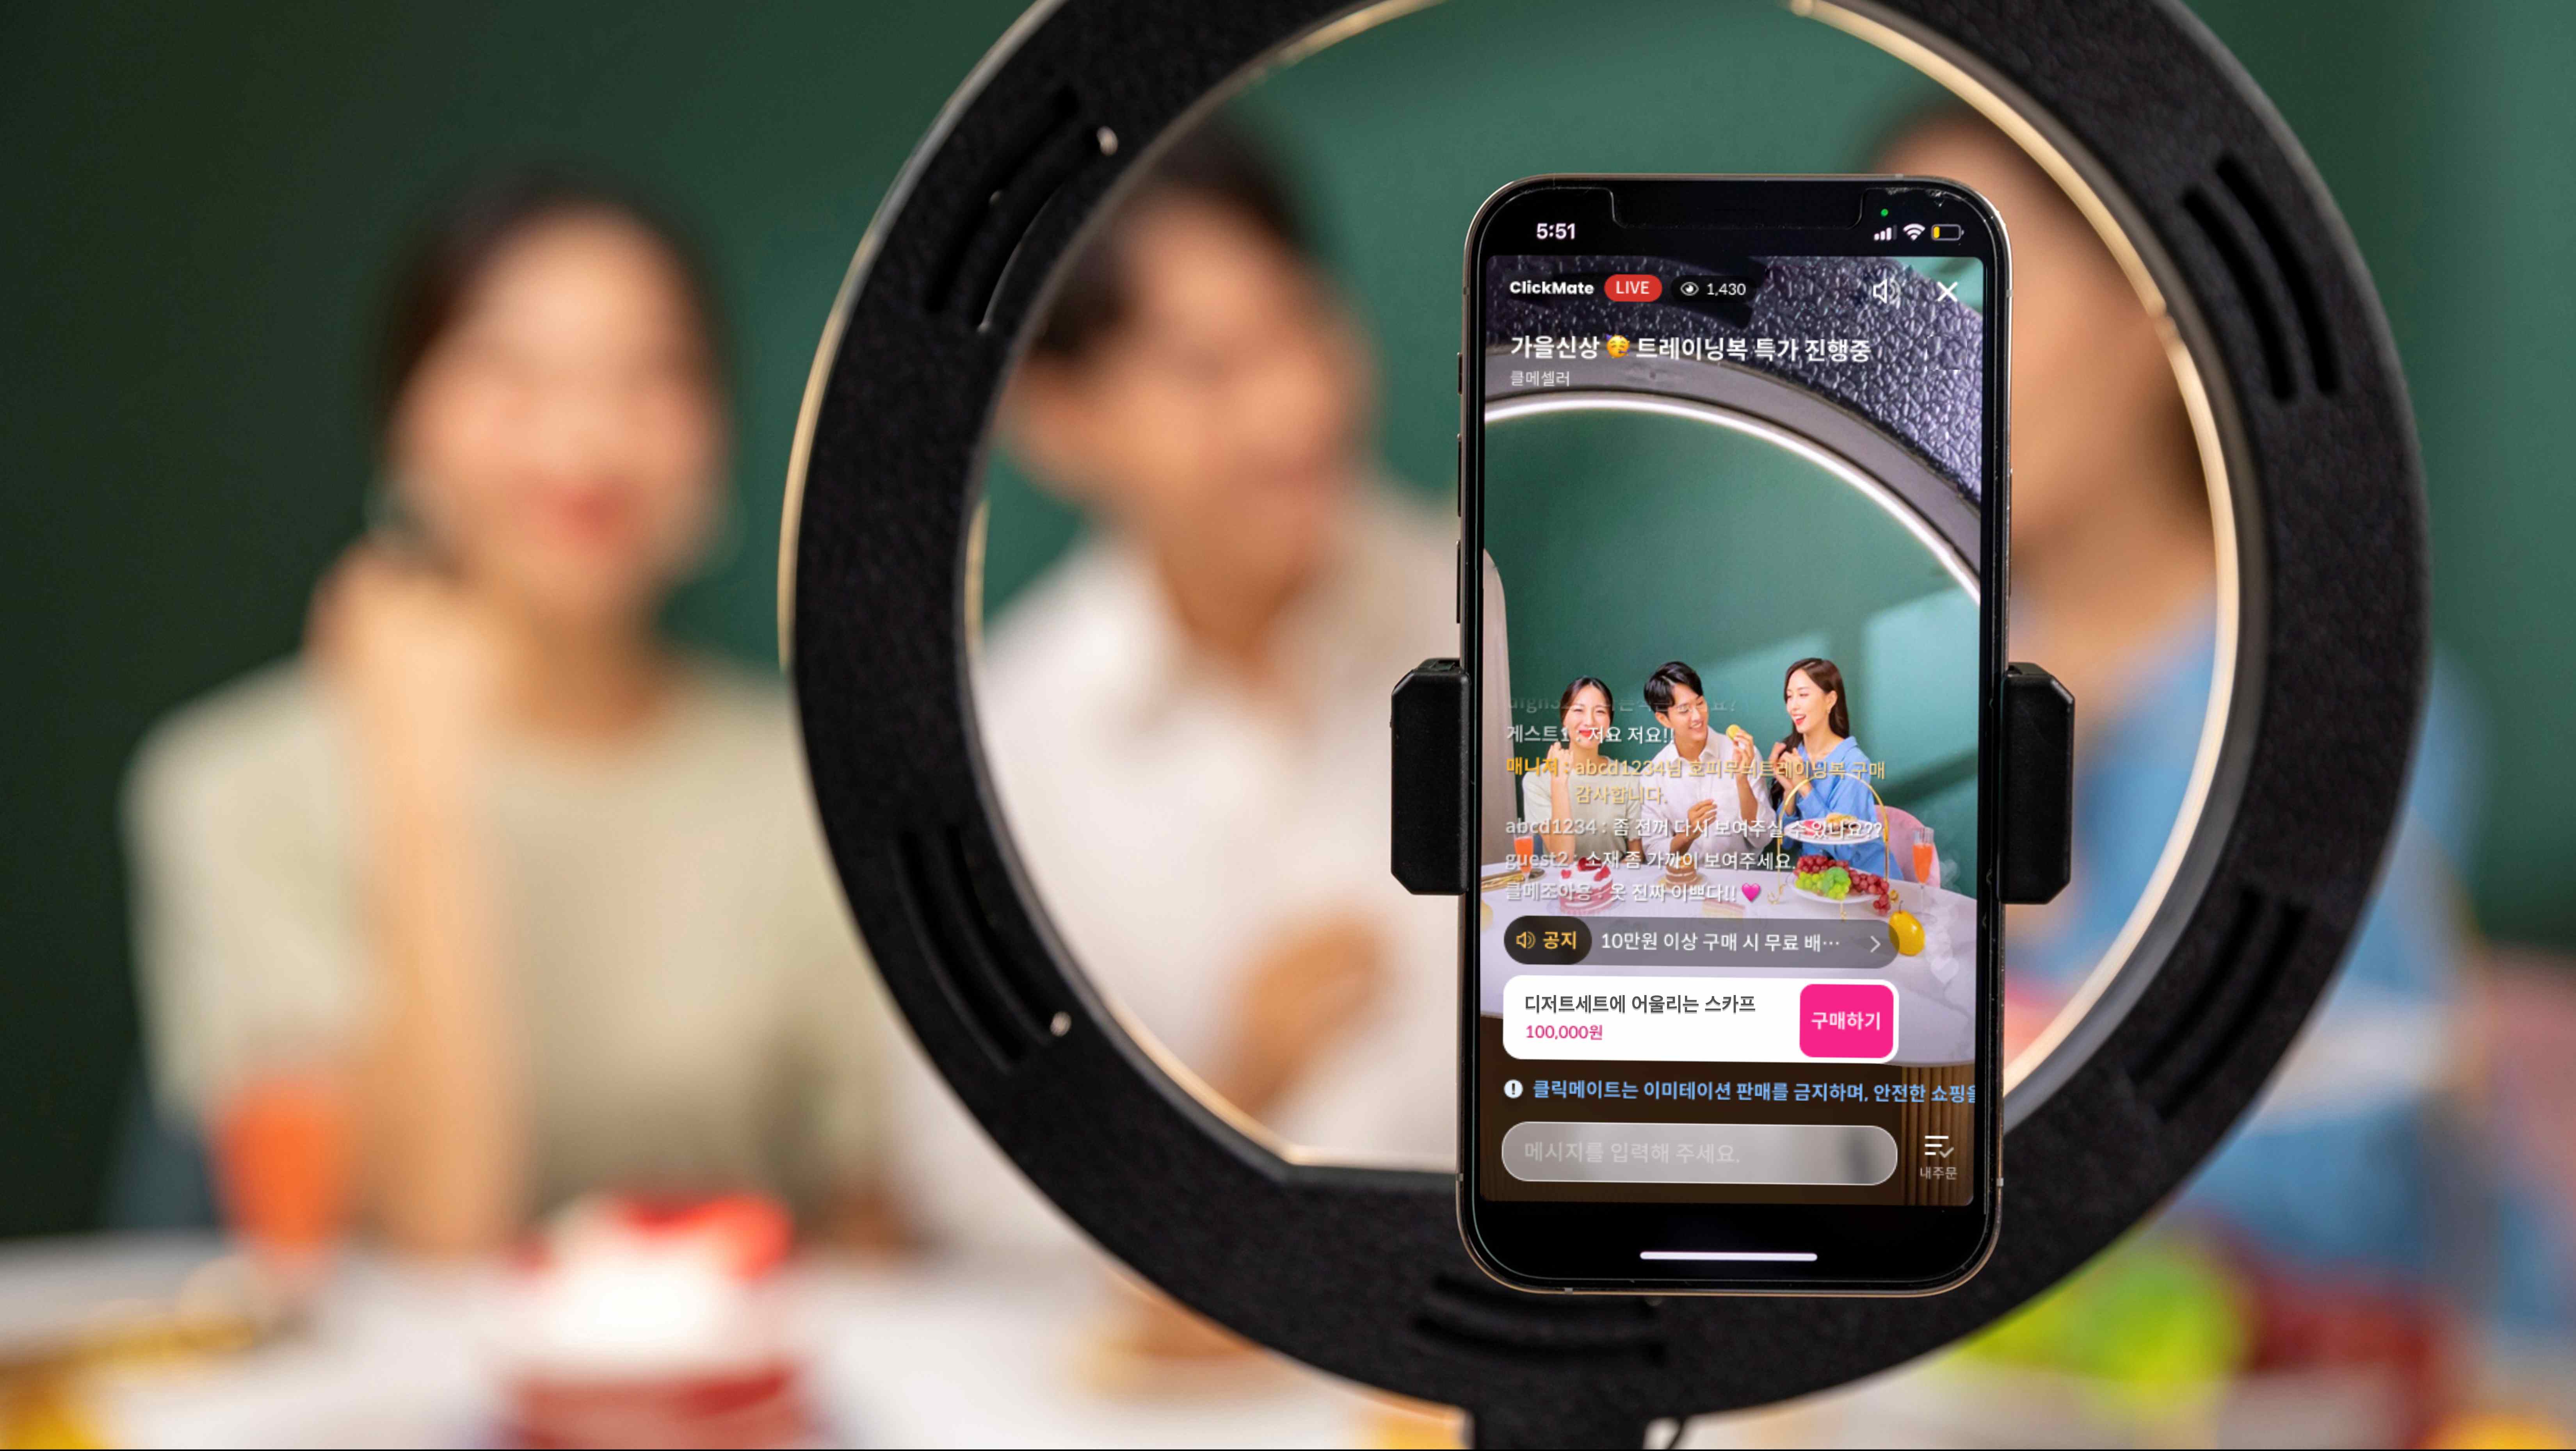 5:51
ClickMate LIVE 1,430
가을신상 🥳 트레이닝복 특가 진행중
클메셀러
게스트1 : 저요 저요!!
매니저 : abcd1234님 호피무늬트레이닝복 구매
감사합니다.
abcd1234 : 좀 전꺼 다시 보여주실 수 있나요??
guest2 : 소재 좀 가까이 보여주세요.
클메조아용 : 옷 진짜 이쁘다!! 💗
공지 10만원 이상 구매 시 무료 배…
디저트세트에 어울리는 스카프
100,000원
구매하기
클릭메이트는 이미테이션 판매를 금지하며, 안전한 쇼핑을
메시지를 입력해 주세요.
내주문